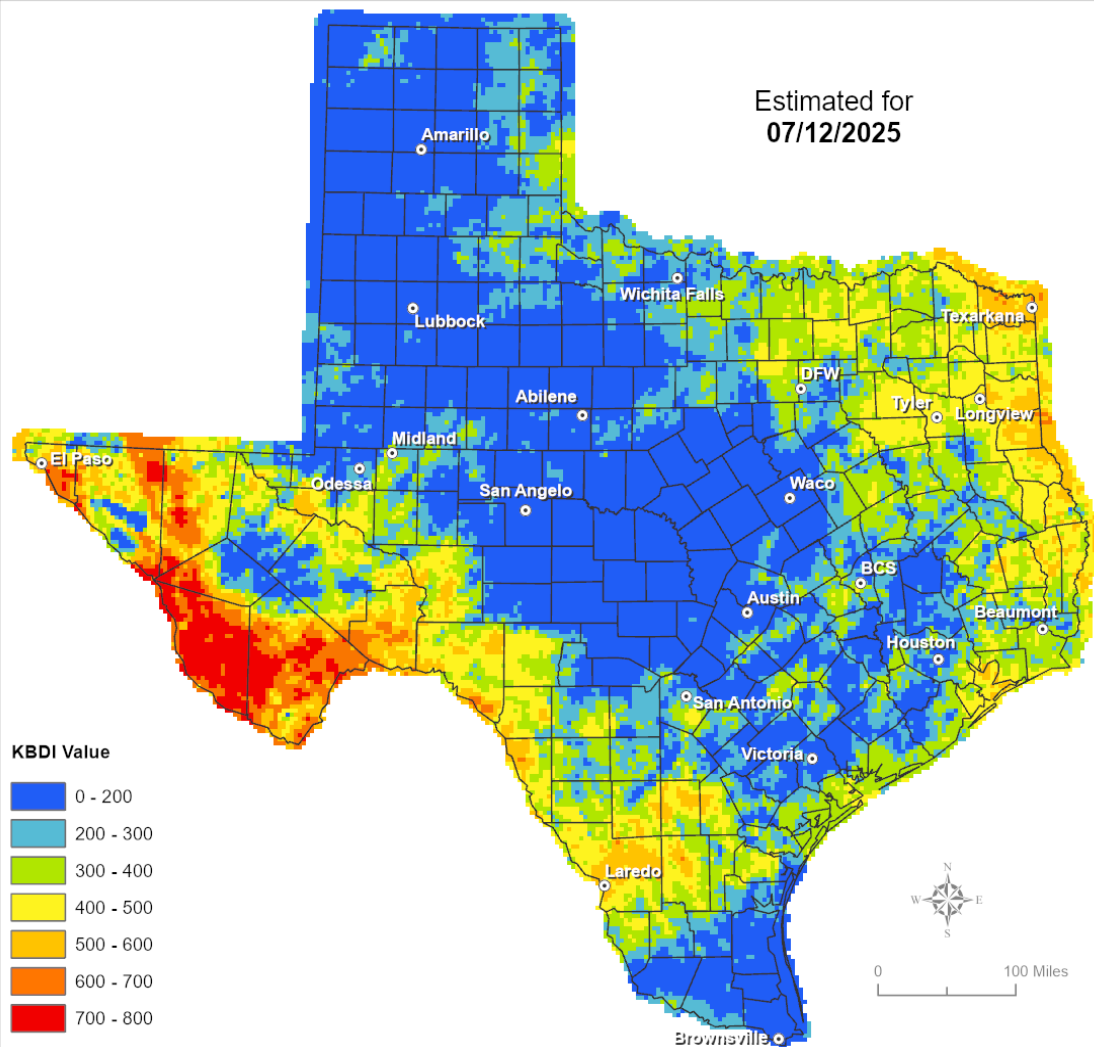 Estimated for
07/12/2025
Amarillo
Wichita Falls
Lubbock
Texarkana
DFW
Abilene
Tyler
Longview
Midland
El Paso
Odessa
San Angelo
Waco
BCS
Austin
Beaumont
Houston
San Antonio
Victoria
Laredo
Brownsville
KBDI Value
0 - 200
200 - 300
300 - 400
400 - 500
500 - 600
600 - 700
700 - 800
N
W E
S
0 100 Miles